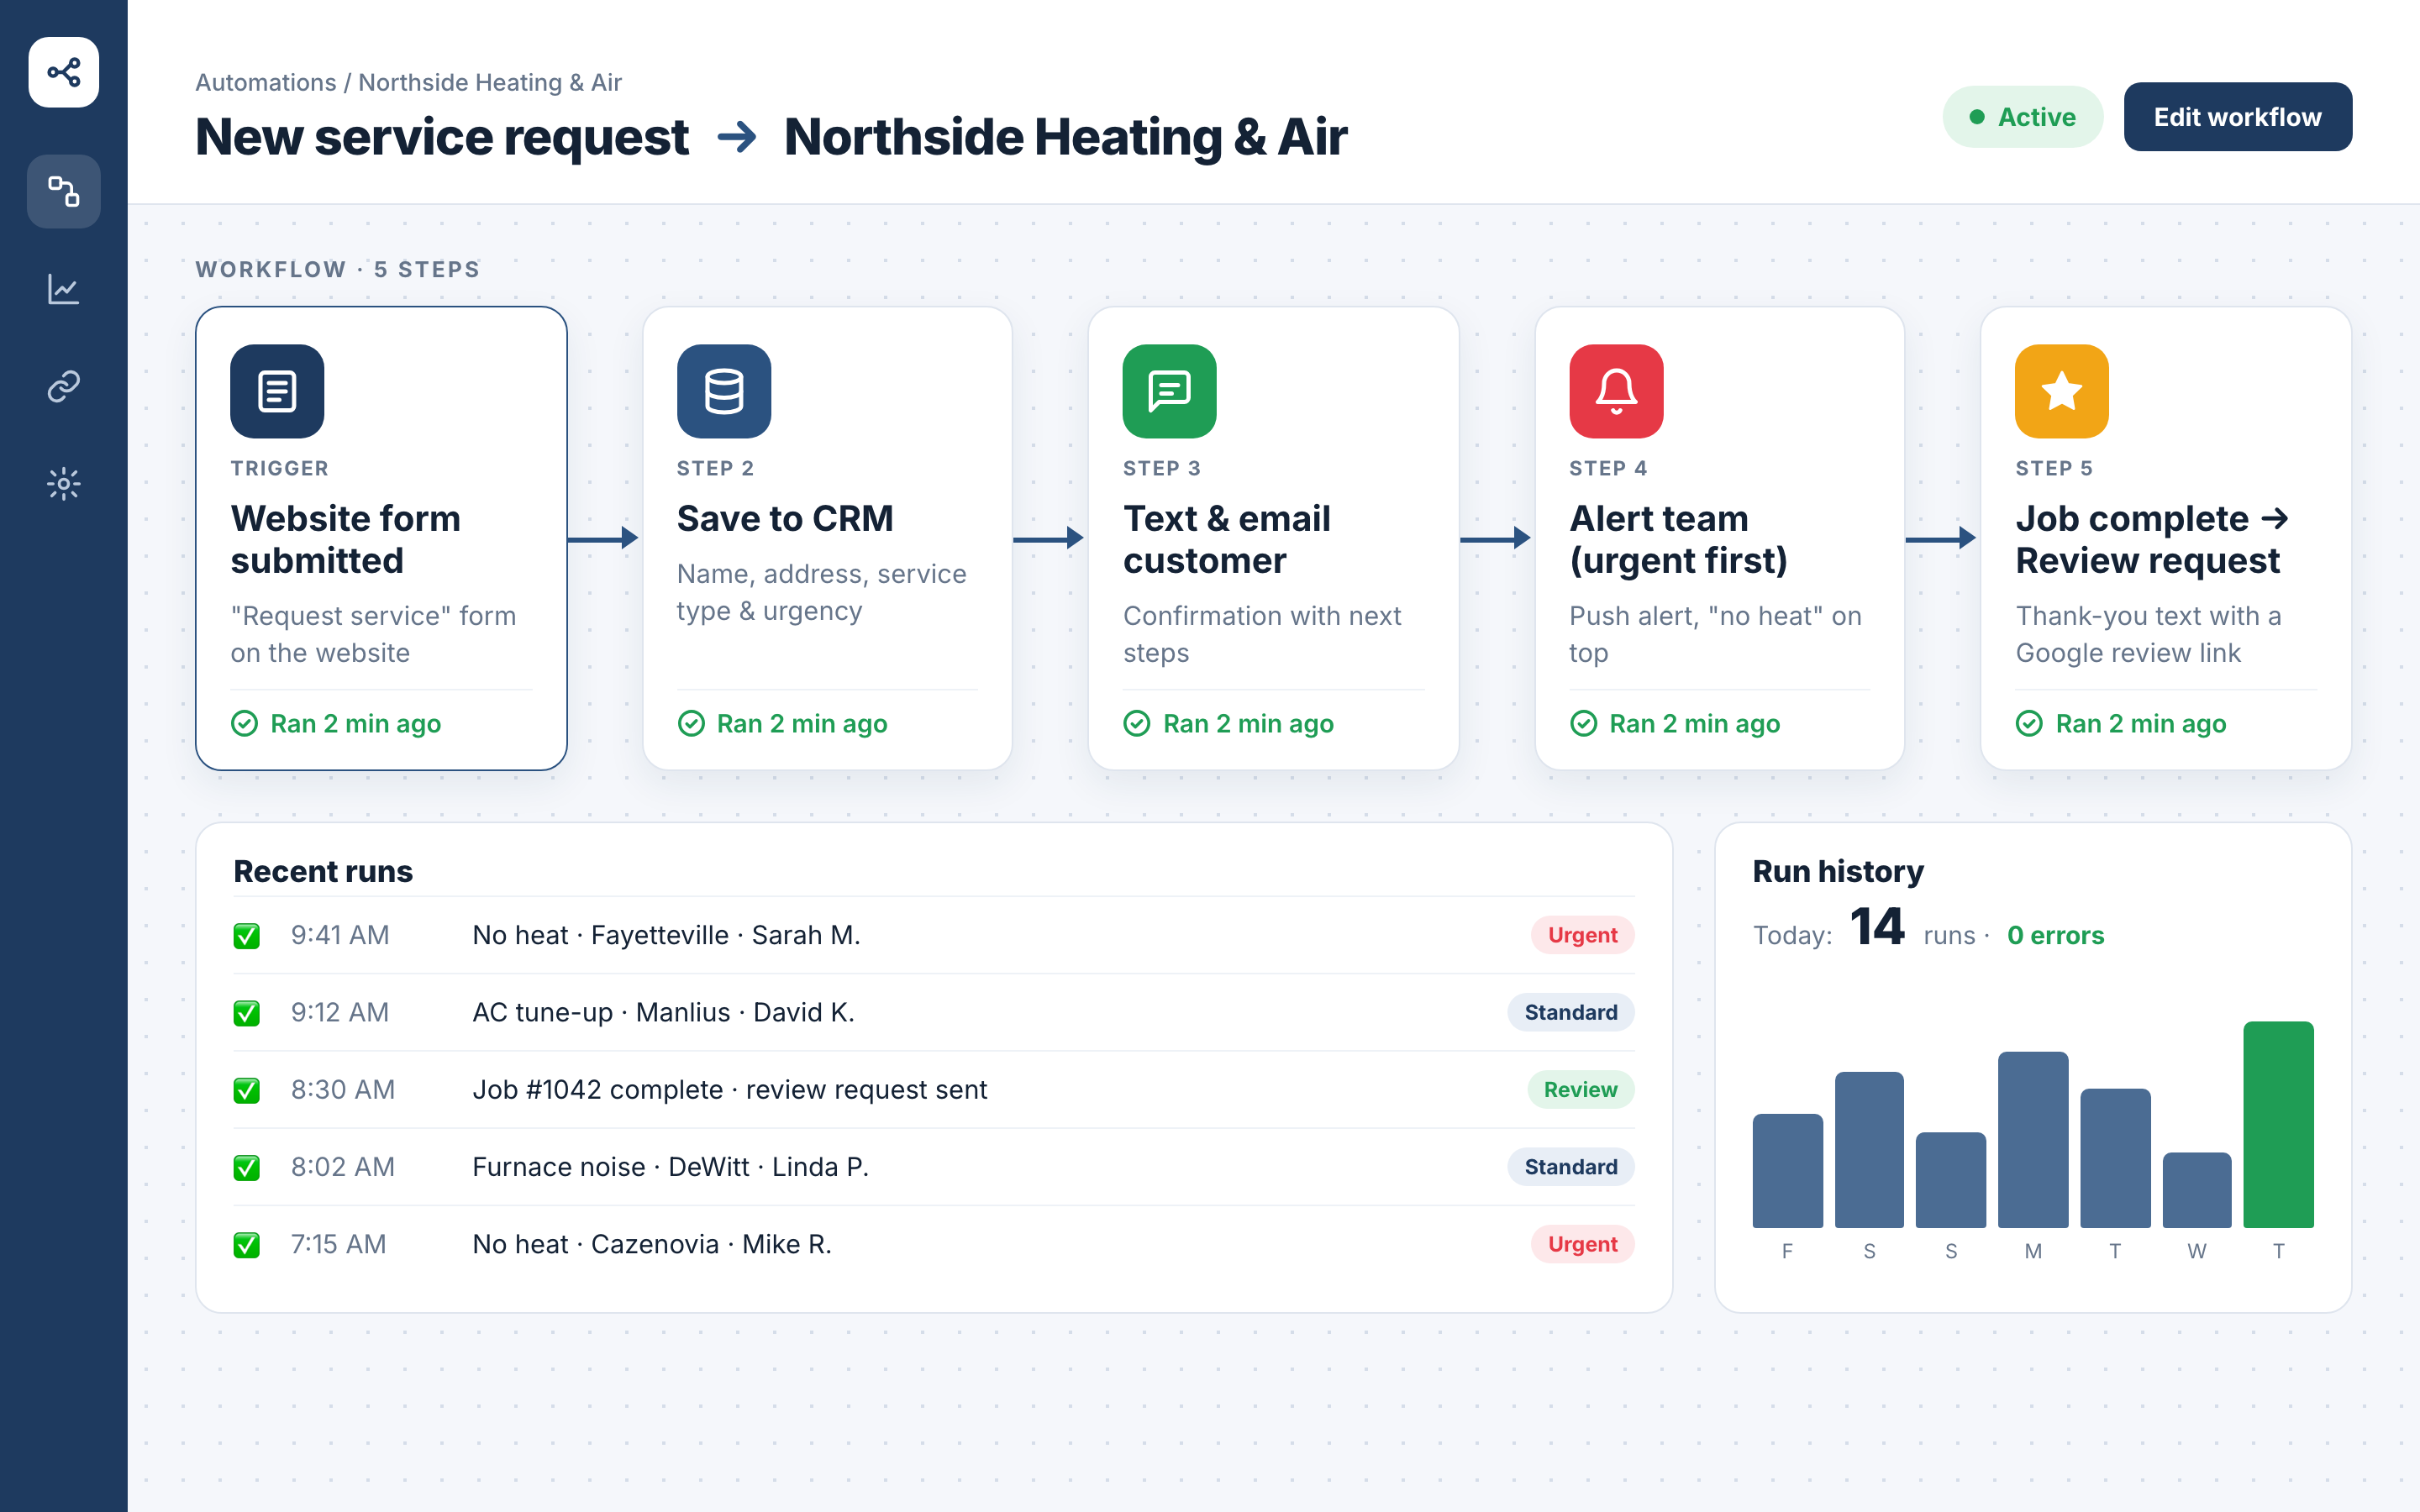 Automations / Northside Heating & Air
New service request → Northside Heating & Air
Active
Edit workflow
WORKFLOW · 5 STEPS
TRIGGER
Website form
submitted
"Request service" form
on the website
Ran 2 min ago
STEP 2
Save to CRM
Name, address, service
type & urgency
Ran 2 min ago
STEP 3
Text & email
customer
Confirmation with next
steps
Ran 2 min ago
STEP 4
Alert team
(urgent first)
Push alert, "no heat" on
top
Ran 2 min ago
STEP 5
Job complete →
Review request
Thank-you text with a
Google review link
Ran 2 min ago
Recent runs
9:41 AM No heat · Fayetteville · Sarah M. Urgent
9:12 AM AC tune-up · Manlius · David K. Standard
8:30 AM Job #1042 complete · review request sent Review
8:02 AM Furnace noise · DeWitt · Linda P. Standard
7:15 AM No heat · Cazenovia · Mike R. Urgent
Run history
Today: 14 runs · 0 errors
F S S M T W T